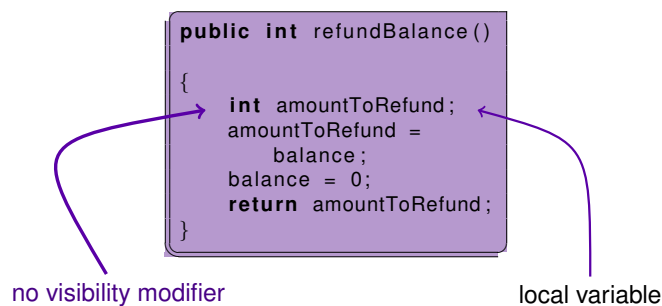 public int refundBalance()
{
int amountToRefund;
amountToRefund =
balance;
balance = 0;
return amountToRefund;
}
no visibility modifier
local variable